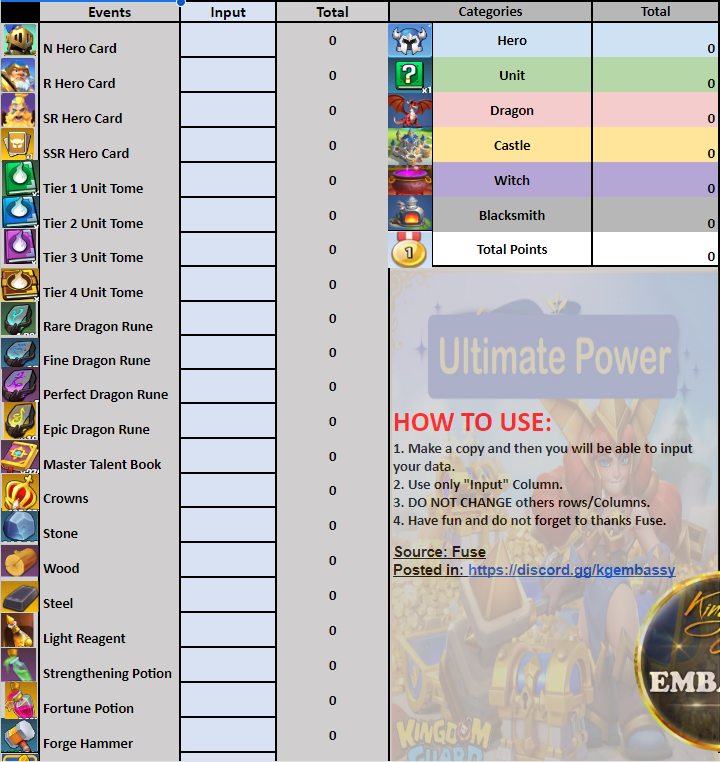 Events Input Total Categories Total
N Hero Card 0 Hero 0
R Hero Card 0 Unit 0
x1
SR Hero Card 0 Dragon 0
SSR Hero Card 0 Castle 0
Tier 1 Unit Tome 0 Witch 0
Tier 2 Unit Tome 0 Blacksmith 0
Tier 3 Unit Tome 0 1 Total Points 0
Tier 4 Unit Tome 0
Rare Dragon Rune 0
Fine Dragon Rune 0
Perfect Dragon Rune 0
Epic Dragon Rune 0
Master Talent Book 0
Crowns 0
Stone 0
Wood 0
Steel 0
Light Reagent 0
Strengthening Potion 0
Fortune Potion 0
Forge Hammer 0
Ultimate Power
HOW TO USE:
1. Make a copy and then you will be able to input
your data.
2. Use only "Input" Column.
3. DO NOT CHANGE others rows/Columns.
4. Have fun and do not forget to thanks Fuse.
Source: Fuse
Posted in: https://discord.gg/kgembassy
KINGDOM
GUARD